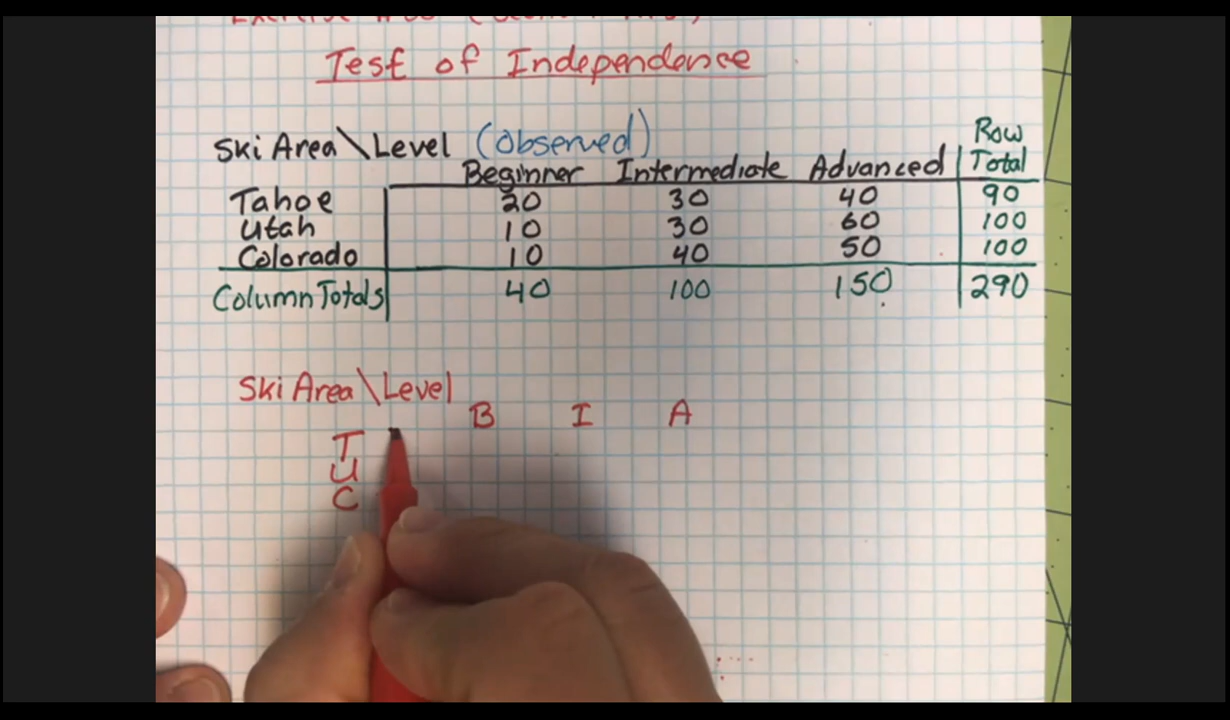 Test of Independence
Ski Area\Level (Observed) Row
Beginner Intermediate Advanced Total
Tahoe 20 30 40 90
Utah 10 30 60 100
Colorado 10 40 50 100
Column Totals 40 100 150 290
Ski Area\Level
B I A
T
U
C